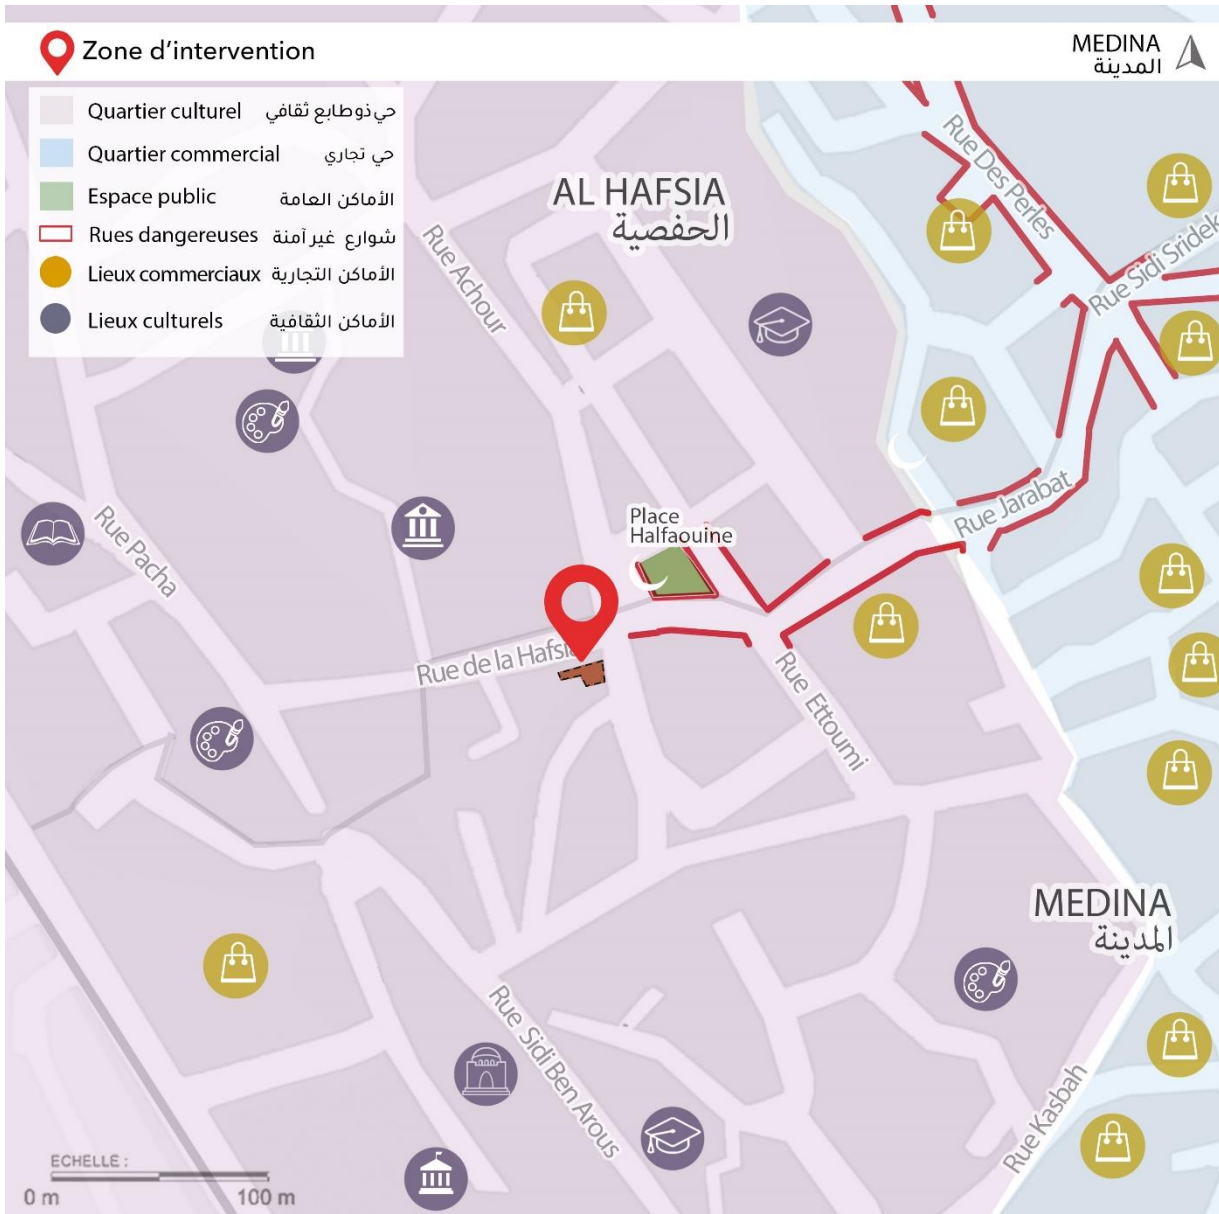 Zone d'intervention
MEDINA
المدينة
Quartier culturel حي ذو طابع ثقافي
Quartier commercial حي تجاري
Espace public الأماكن العامة
Rues dangereuses شوارع غير آمنة
Lieux commerciaux الأماكن التجارية
Lieux culturels الأماكن الثقافية
Rue Des Perles
AL HAFSIA
الحفصية
Rue Sidi Sridek
Rue Achour
Rue Jarabat
Place
Halfaouine
Rue Pacha
Rue de la Hafsia
Rue Ettoumi
MEDINA
المدينة
Rue Sidi Ben Arous
Rue Kasbah
ECHELLE :
0 m 100 m